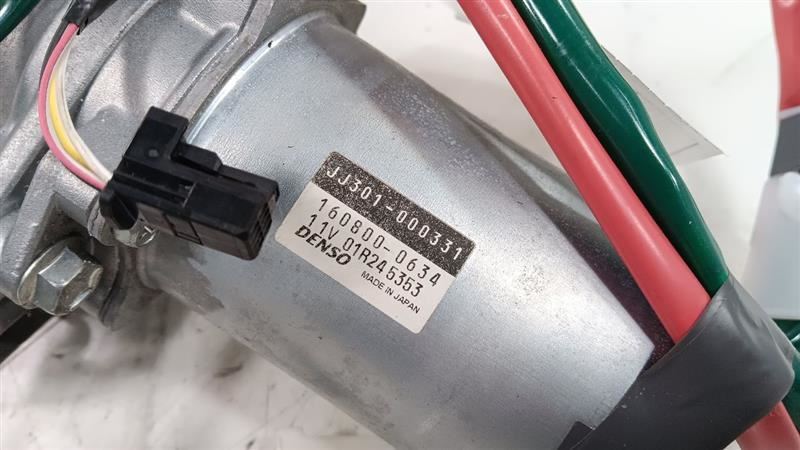 JJ301-000331
160800-0634
11V 01R245353
DENSO MADE IN JAPAN